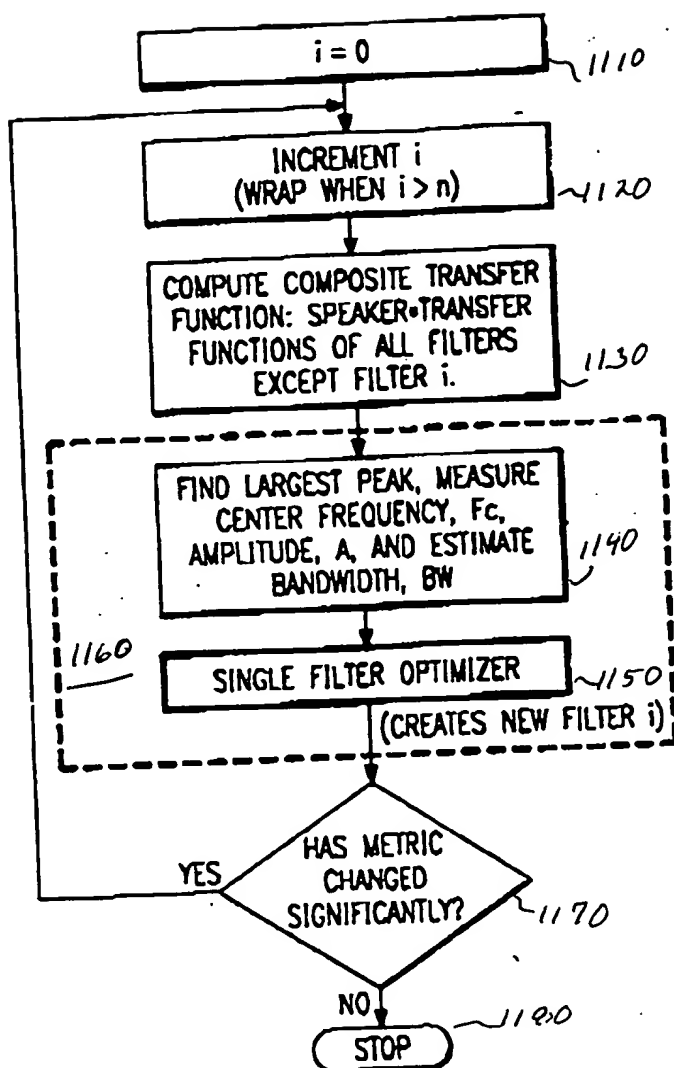 i = 0
1110
INCREMENT i
(WRAP WHEN i > n)
1120
COMPUTE COMPOSITE TRANSFER
FUNCTION: SPEAKER*TRANSFER
FUNCTIONS OF ALL FILTERS
EXCEPT FILTER i.
1130
FIND LARGEST PEAK, MEASURE
CENTER FREQUENCY, Fc,
AMPLITUDE, A, AND ESTIMATE
BANDWIDTH, BW
1140
1160
SINGLE FILTER OPTIMIZER
1150
(CREATES NEW FILTER i)
HAS METRIC
CHANGED
SIGNIFICANTLY?
YES
1170
NO
STOP